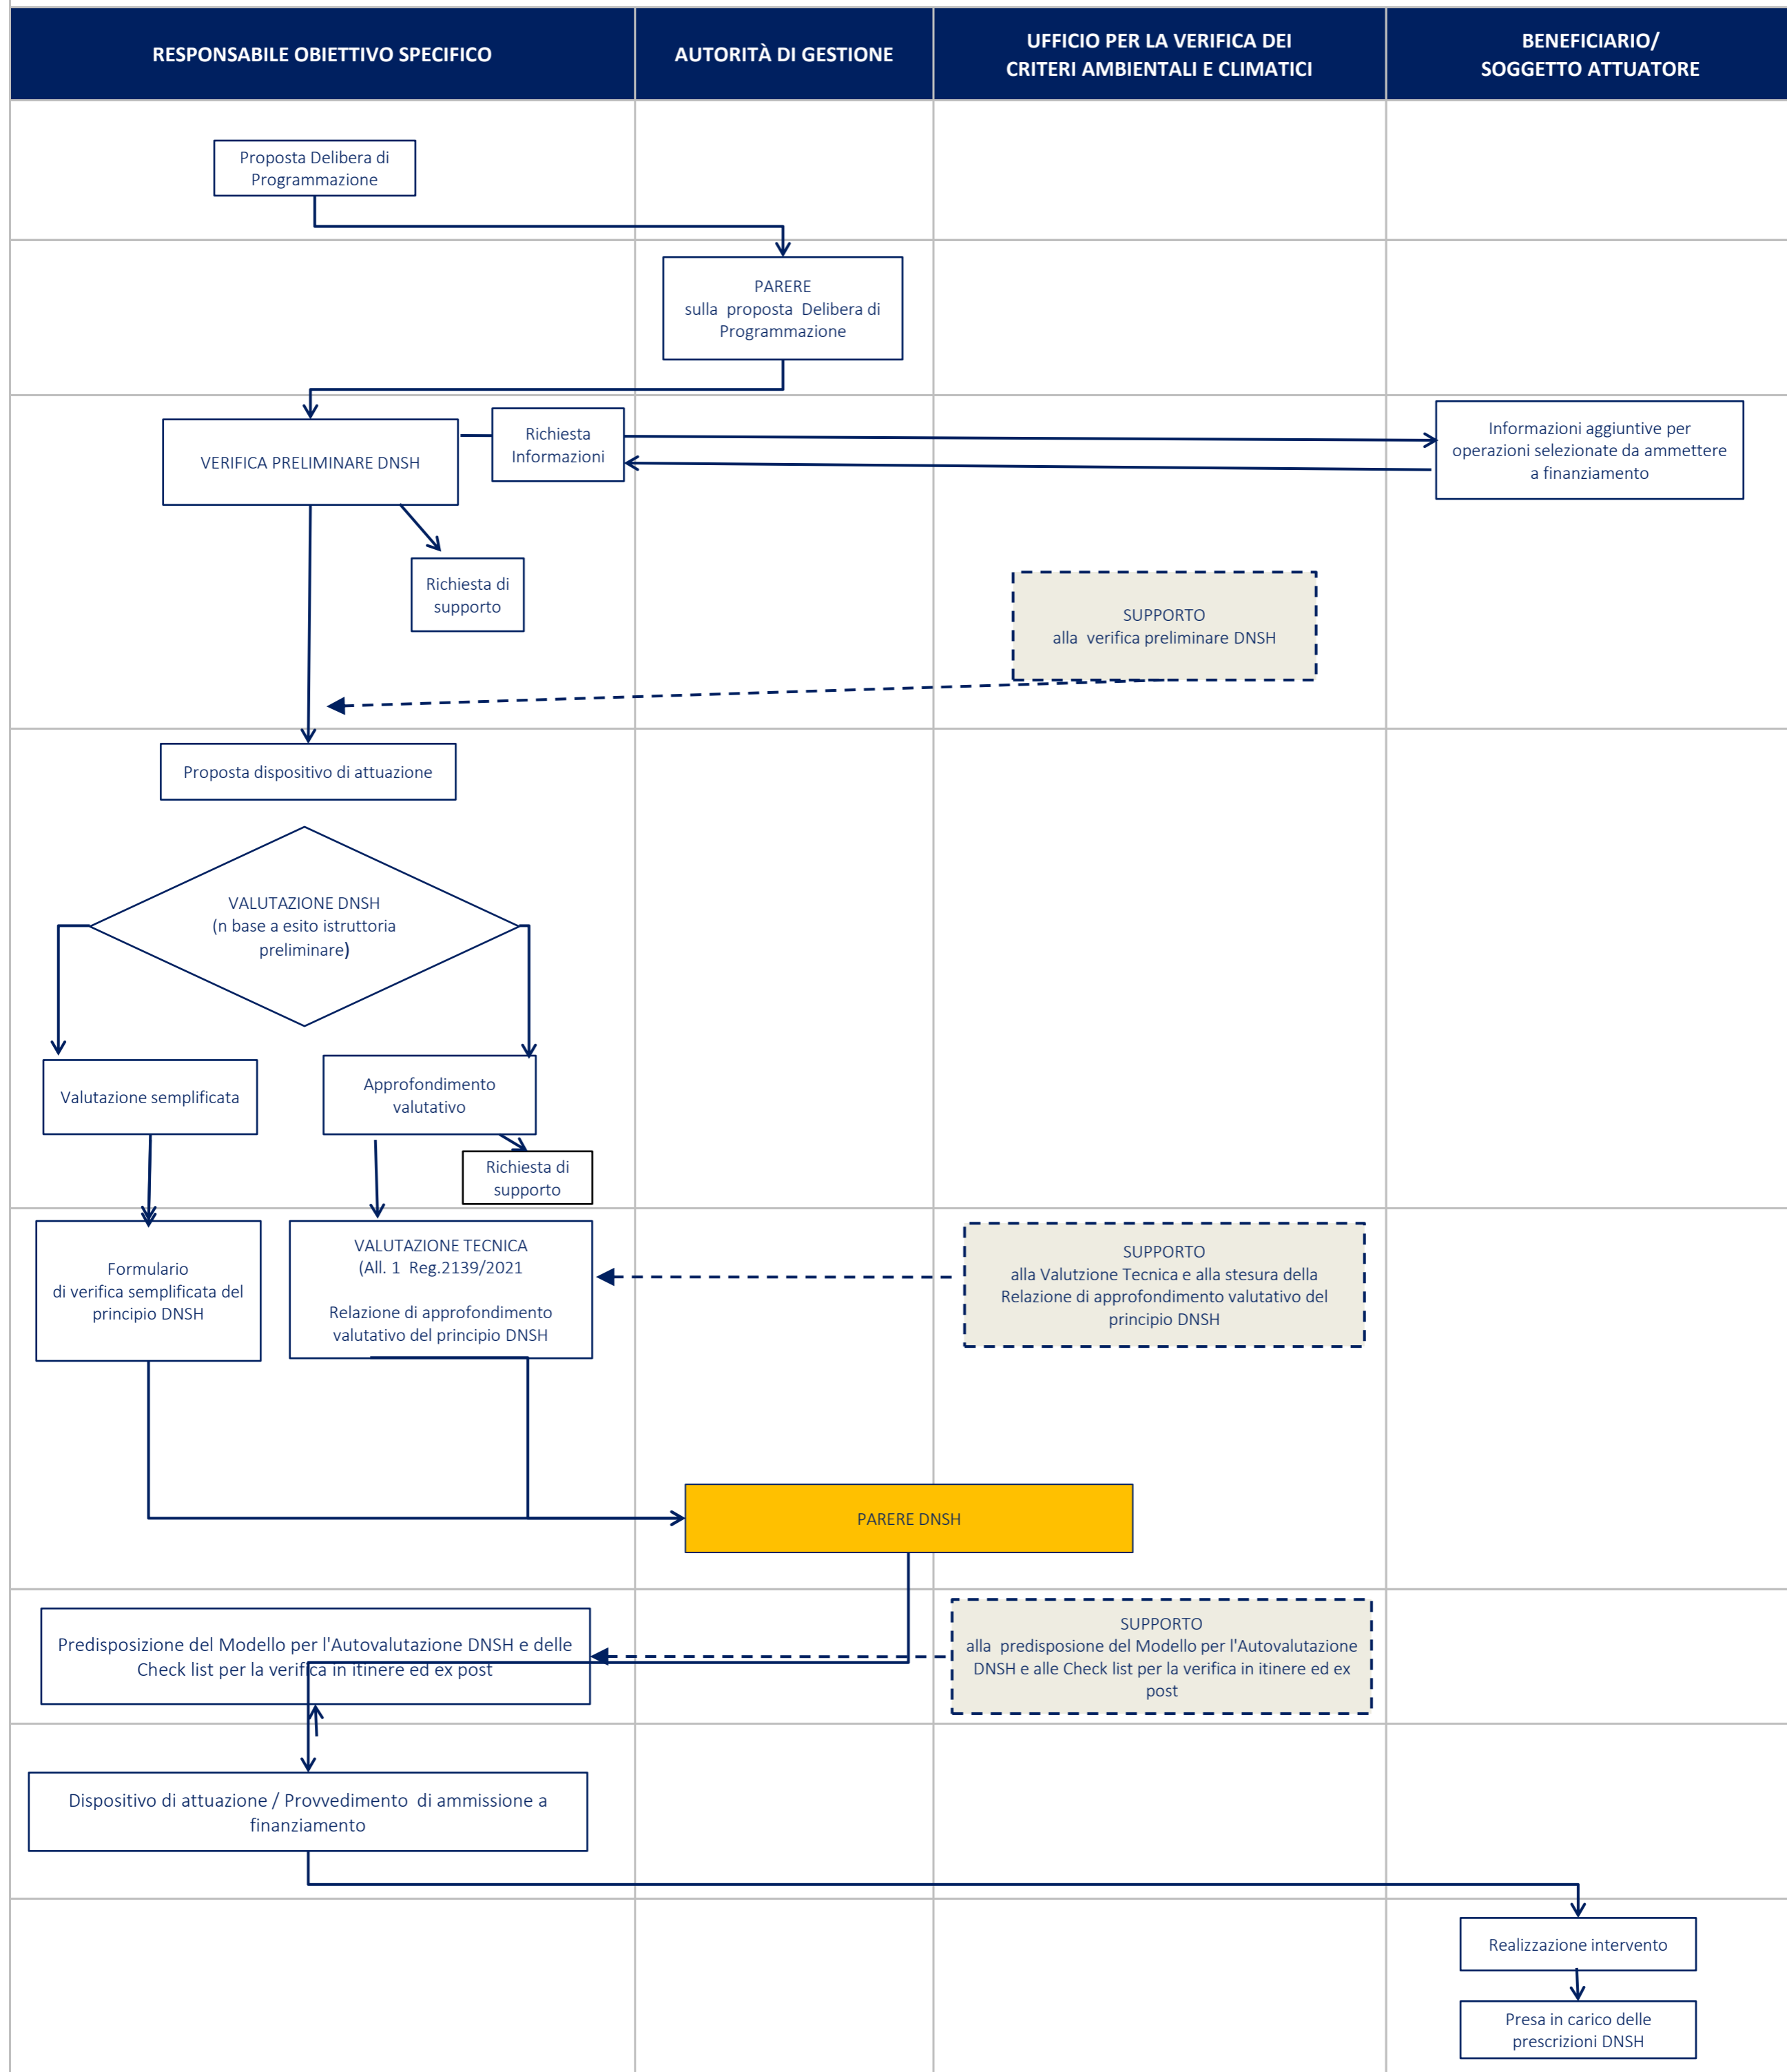 RESPONSABILE OBIETTIVO SPECIFICO
AUTORITÀ DI GESTIONE
UFFICIO PER LA VERIFICA DEI
CRITERI AMBIENTALI E CLIMATICI
BENEFICIARIO/
SOGGETTO ATTUATORE
Proposta Delibera di
Programmazione
PARERE
sulla proposta Delibera di
Programmazione
VERIFICA PRELIMINARE DNSH
Richiesta
Informazioni
Informazioni aggiuntive per
operazioni selezionate da ammettere
a finanziamento
Richiesta di
supporto
SUPPORTO
alla verifica preliminare DNSH
Proposta dispositivo di attuazione
VALUTAZIONE DNSH
(n base a esito istruttoria
preliminare)
Valutazione semplificata
Approfondimento
valutativo
Richiesta di
supporto
Formulario
di verifica semplificata del
principio DNSH
VALUTAZIONE TECNICA
(All. 1 Reg.2139/2021
Relazione di approfondimento
valutativo del principio DNSH
SUPPORTO
alla Valutzione Tecnica e alla stesura della
Relazione di approfondimento valutativo del
principio DNSH
PARERE DNSH
Predisposizione del Modello per l'Autovalutazione DNSH e delle
Check list per la verifica in itinere ed ex post
SUPPORTO
alla predisposione del Modello per l'Autovalutazione
DNSH e alle Check list per la verifica in itinere ed ex
post
Dispositivo di attuazione / Provvedimento di ammissione a
finanziamento
Realizzazione intervento
Presa in carico delle
prescrizioni DNSH